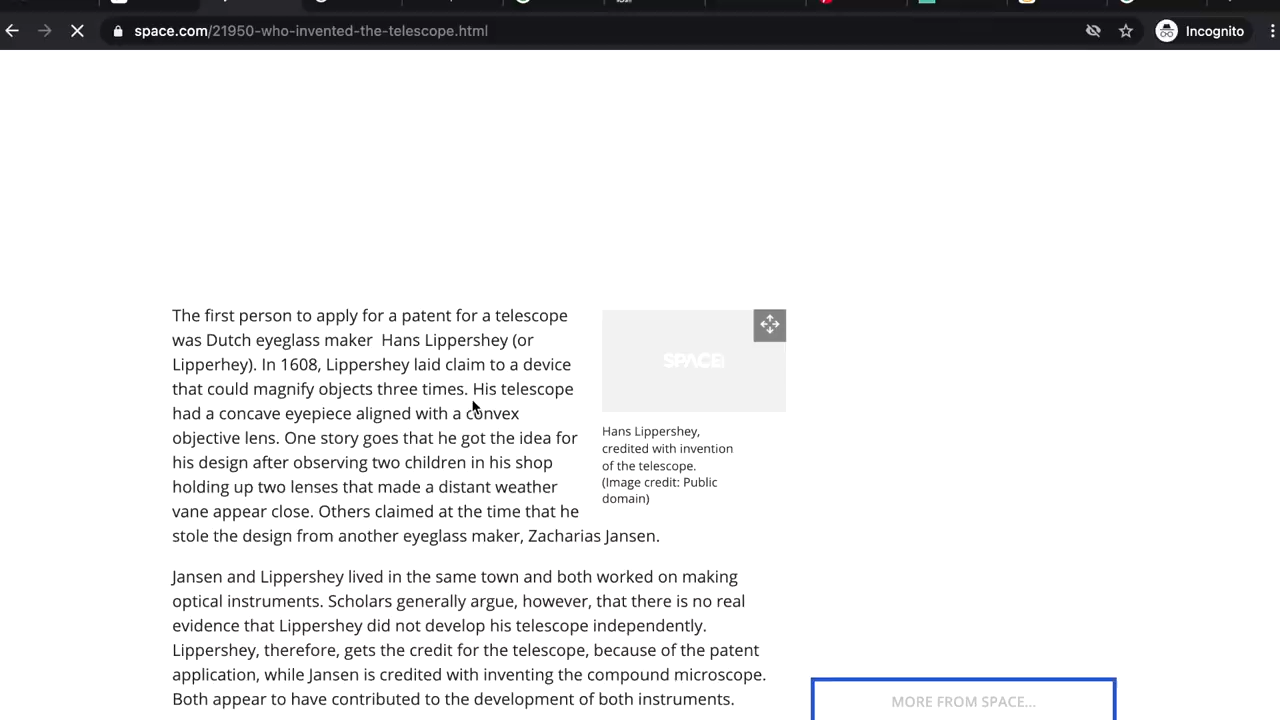 space.com/21950-who-invented-the-telescope.html
Incognito
The first person to apply for a patent for a telescope
was Dutch eyeglass maker Hans Lippershey (or
Lipperhey). In 1608, Lippershey laid claim to a device
that could magnify objects three times. His telescope
had a concave eyepiece aligned with a convex
objective lens. One story goes that he got the idea for
his design after observing two children in his shop
holding up two lenses that made a distant weather
vane appear close. Others claimed at the time that he
stole the design from another eyeglass maker, Zacharias Jansen.
SPACE
Hans Lippershey,
credited with invention
of the telescope.
(Image credit: Public
domain)
Jansen and Lippershey lived in the same town and both worked on making
optical instruments. Scholars generally argue, however, that there is no real
evidence that Lippershey did not develop his telescope independently.
Lippershey, therefore, gets the credit for the telescope, because of the patent
application, while Jansen is credited with inventing the compound microscope.
Both appear to have contributed to the development of both instruments.
MORE FROM SPACE...